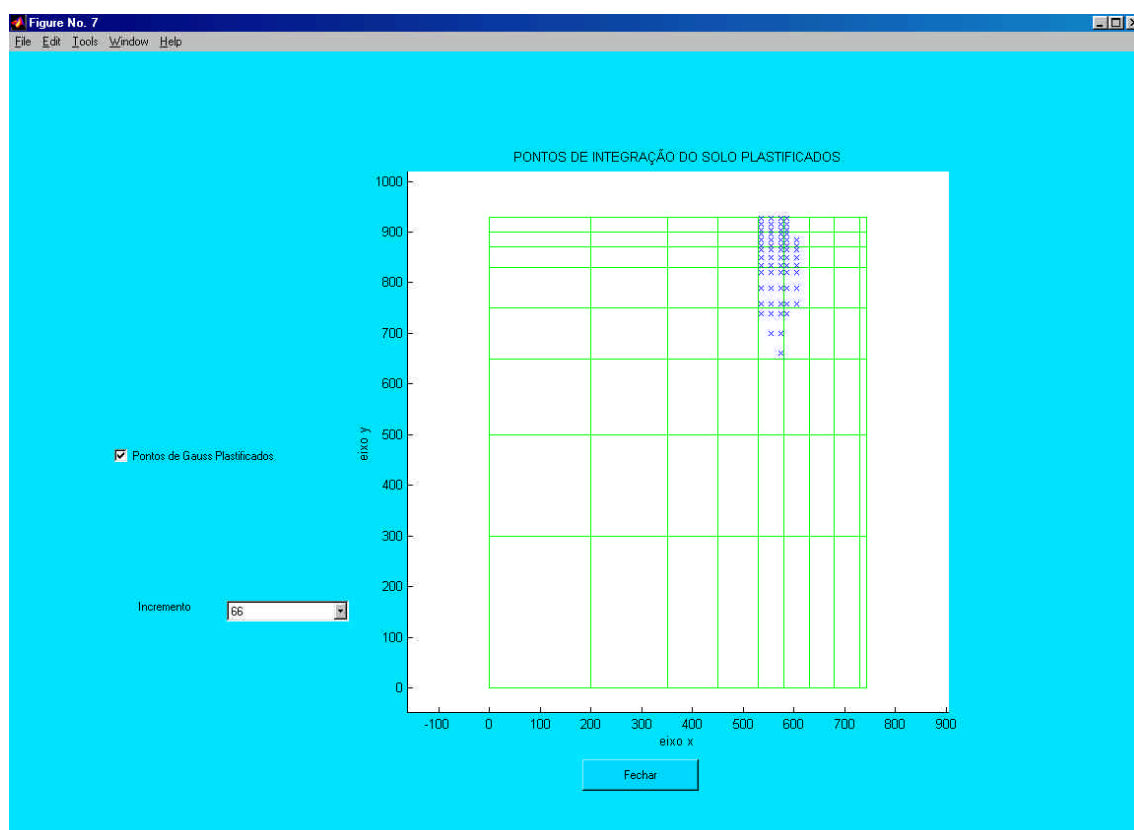 Figure No. 7
File Edit Tools Window Help
PONTOS DE INTEGRAÇÃO DO SOLO PLASTIFICADOS
1000
900
800
700
600
500
400
300
200
100
0
eixo y
-100 0 100 200 300 400 500 600 700 800 900
eixo x
Pontos de Gauss Plastificados
Incremento 66
Fechar